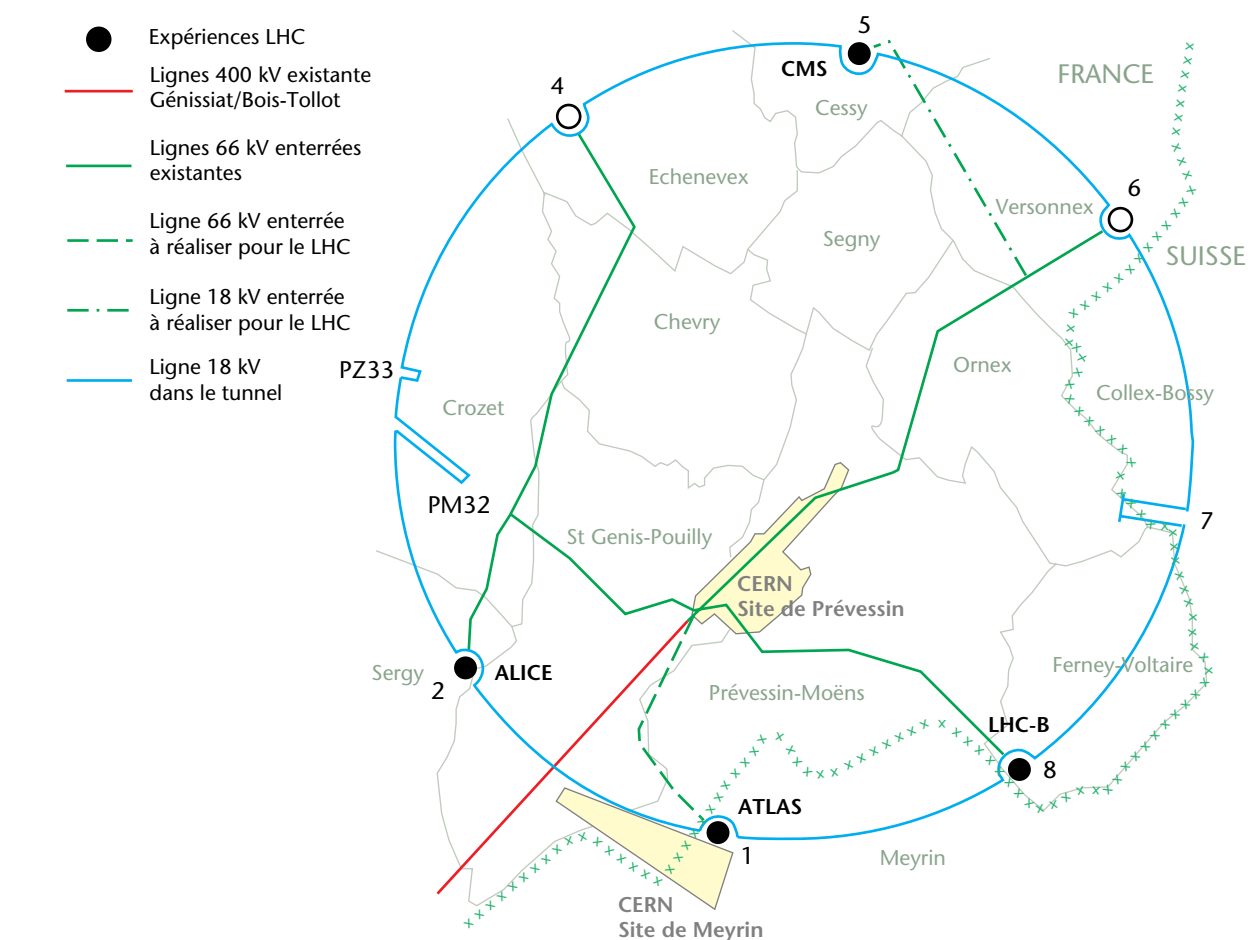 Expériences LHC
Lignes 400 kV existante
Génissiat/Bois-Tollot
Lignes 66 kV enterrées
existantes
Ligne 66 kV enterrée
à réaliser pour le LHC
Ligne 18 kV enterrée
à réaliser pour le LHC
Ligne 18 kV
dans le tunnel
5
CMS
FRANCE
4
Cessy
Echenevex
6
Versonnex
Segny
SUISSE
Chevry
PZ33
Ornex
Crozet
Collex-Bossy
PM32
7
St Genis-Pouilly
CERN
Site de Prévessin
Sergy
ALICE
2
Ferney-Voltaire
Prévessin-Moëns
LHC-B
8
ATLAS
1
Meyrin
CERN
Site de Meyrin